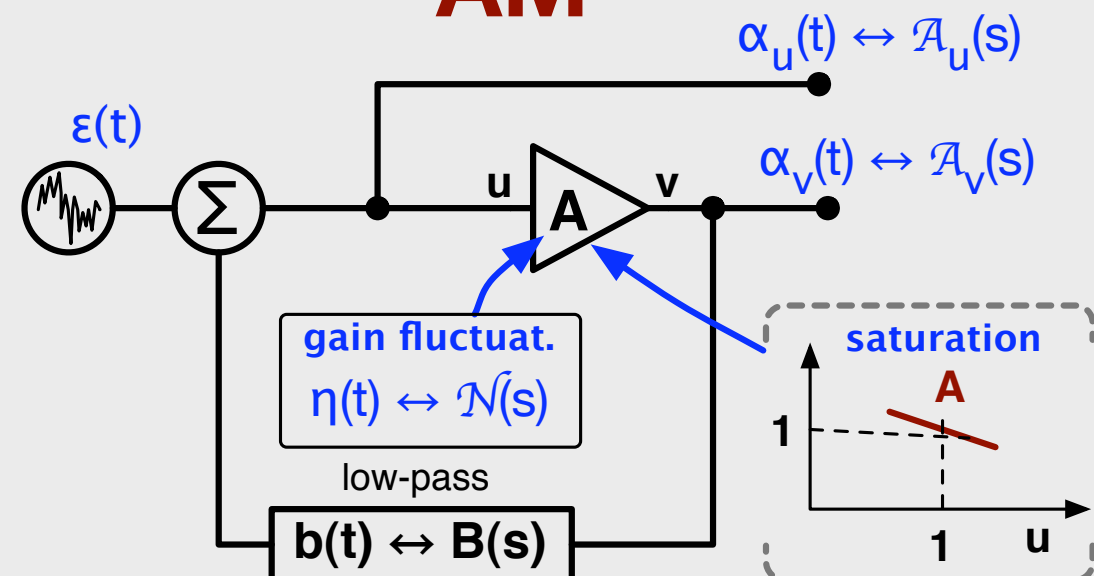 AM
αᵤ(t) ↔ 𝒜ᵤ(s)
ε(t)
αᵥ(t) ↔ 𝒜ᵥ(s)
Σ
u
A
v
gain fluctuat.
η(t) ↔ 𝒩(s)
saturation
A
1
1
u
low-pass
b(t) ↔ B(s)